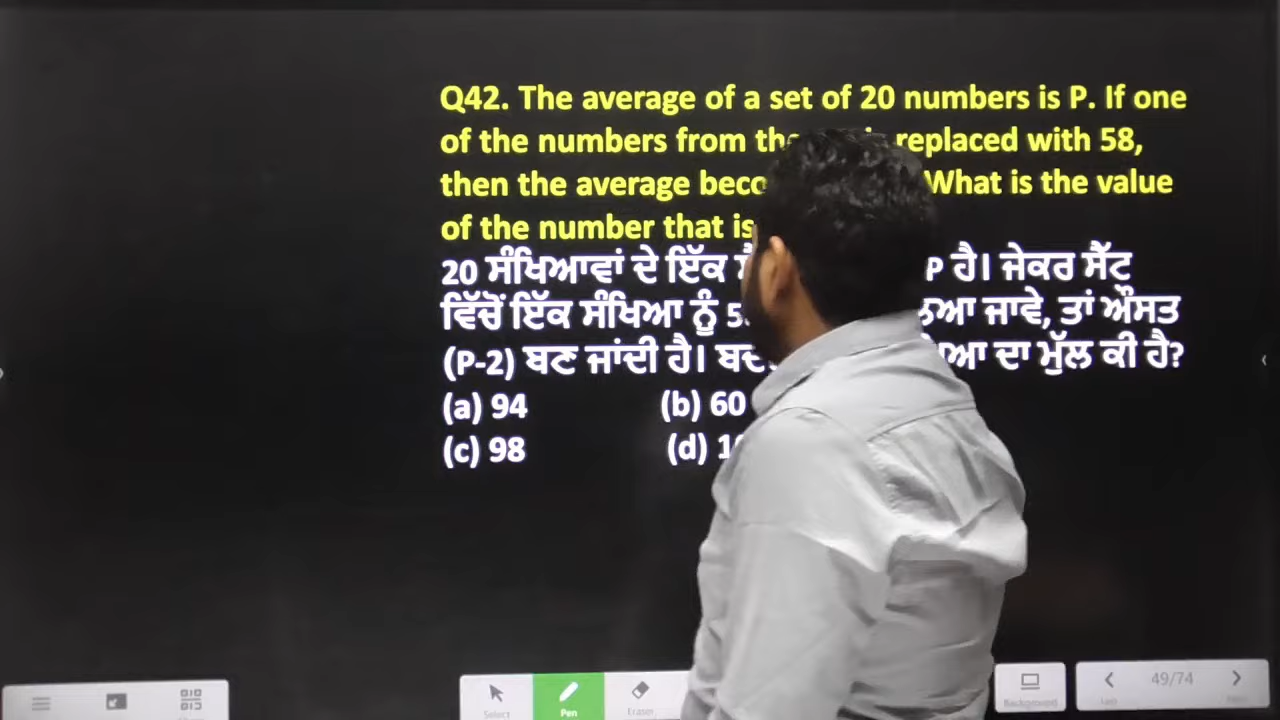 Q42. The average of a set of 20 numbers is P. If one
of the numbers from replaced with 58,
then the average What is the value
of the number that is
20 ਸੰਖਿਆਵਾਂ ਦੇ ਇੱਕ P ਹੈ। ਜੇਕਰ ਸੈੱਟ
ਵਿੱਚੋਂ ਇੱਕ ਸੰਖਿਆ ਨੂੰ ਜਾਵੇ, ਤਾਂ ਔਸਤ
(P-2) ਬਣ ਜਾਂਦੀ ਹੈ। ਦਾ ਮੁੱਲ ਕੀ ਹੈ?
(a) 94 (b) 60
(c) 98 (d)
Select Pen Eraser Background 49/74